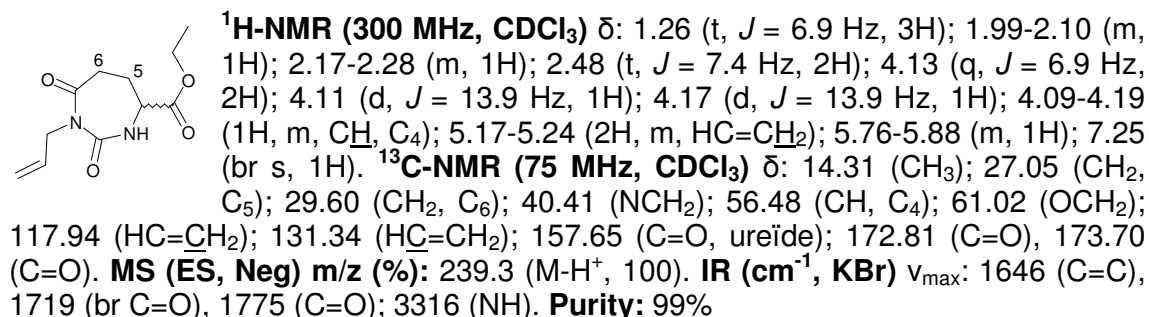 6
5
O
O
N
NH
O
O
¹H-NMR (300 MHz, CDCl₃) δ: 1.26 (t, J = 6.9 Hz, 3H); 1.99-2.10 (m,
1H); 2.17-2.28 (m, 1H); 2.48 (t, J = 7.4 Hz, 2H); 4.13 (q, J = 6.9 Hz,
2H); 4.11 (d, J = 13.9 Hz, 1H); 4.17 (d, J = 13.9 Hz, 1H); 4.09-4.19
(1H, m, CH, C₄); 5.17-5.24 (2H, m, HC=CH₂); 5.76-5.88 (m, 1H); 7.25
(br s, 1H). ¹³C-NMR (75 MHz, CDCl₃) δ: 14.31 (CH₃); 27.05 (CH₂,
C₅); 29.60 (CH₂, C₆); 40.41 (NCH₂); 56.48 (CH, C₄); 61.02 (OCH₂);
117.94 (HC=CH₂); 131.34 (HC=CH₂); 157.65 (C=O, ureïde); 172.81 (C=O), 173.70
(C=O). MS (ES, Neg) m/z (%): 239.3 (M-H⁺, 100). IR (cm⁻¹, KBr) ν_max: 1646 (C=C),
1719 (br C=O), 1775 (C=O); 3316 (NH). Purity: 99%